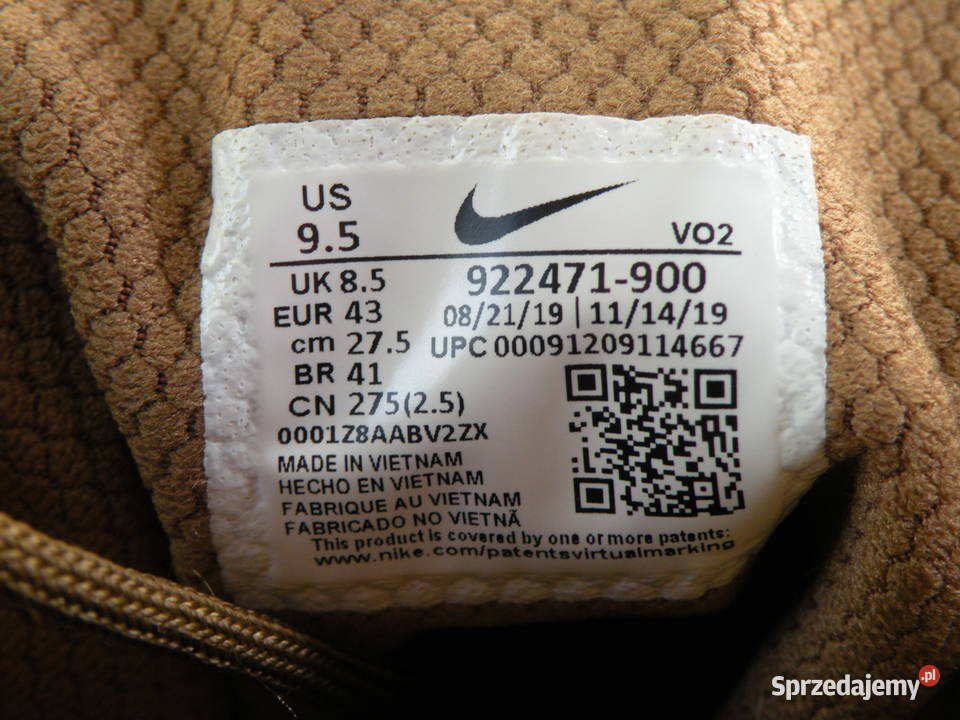 US
9.5
VO2
UK 8.5
EUR 43
cm 27.5
BR 41
CN 275(2.5)
922471-900
08/21/19 | 11/14/19
UPC 00091209114667
0001Z8AABV2ZX
MADE IN VIETNAM
HECHO EN VIETNAM
FABRIQUE AU VIETNAM
FABRICADO NO VIETNÃ
This product is covered by one or more patents:
www.nike.com/patentsvirtualmarking
Sprzedajemy.pl